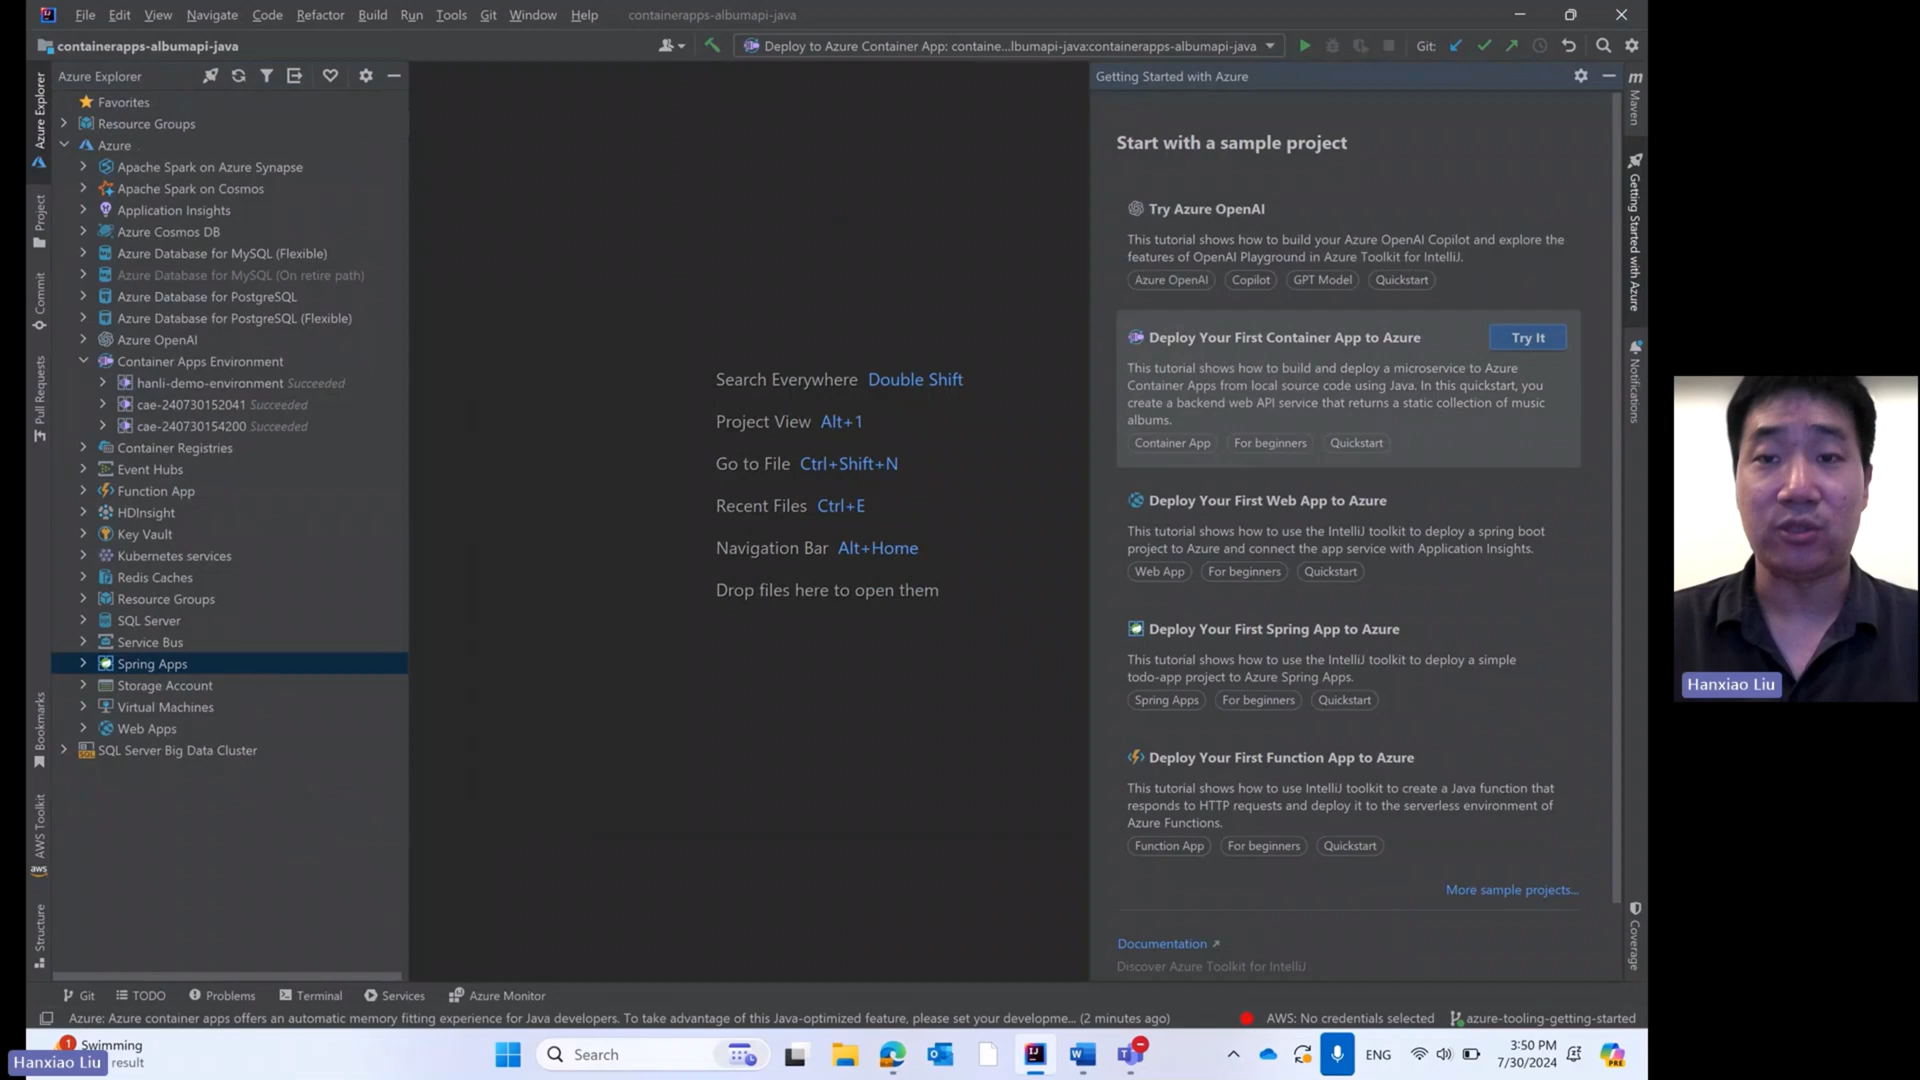 File Edit View Navigate Code Refactor Build Run Tools Git Window Help containerapps-albumapi-java
containerapps-albumapi-java
Deploy to Azure Container App: containe...lbumapi-java:containerapps-albumapi-java
Git:
Azure Explorer
Getting Started with Azure
Azure Explorer
Project
Commit
Pull Requests
Bookmarks
AWS Toolkit
aws
Structure
Favorites
Resource Groups
Azure
Apache Spark on Azure Synapse
Apache Spark on Cosmos
Application Insights
Azure Cosmos DB
Azure Database for MySQL (Flexible)
Azure Database for MySQL (On retire path)
Azure Database for PostgreSQL
Azure Database for PostgreSQL (Flexible)
Azure OpenAI
Container Apps Environment
hanli-demo-environment Succeeded
cae-240730152041 Succeeded
cae-240730154200 Succeeded
Container Registries
Event Hubs
Function App
HDInsight
Key Vault
Kubernetes services
Redis Caches
Resource Groups
SQL Server
Service Bus
Spring Apps
Storage Account
Virtual Machines
Web Apps
SQL Server Big Data Cluster
Search Everywhere Double Shift
Project View Alt+1
Go to File Ctrl+Shift+N
Recent Files Ctrl+E
Navigation Bar Alt+Home
Drop files here to open them
Start with a sample project
Try Azure OpenAI
This tutorial shows how to build your Azure OpenAI Copilot and explore the
features of OpenAI Playground in Azure Toolkit for IntelliJ.
Azure OpenAI Copilot GPT Model Quickstart
Deploy Your First Container App to Azure Try It
This tutorial shows how to build and deploy a microservice to Azure
Container Apps from local source code using Java. In this quickstart, you
create a backend web API service that returns a static collection of music
albums.
Container App For beginners Quickstart
Deploy Your First Web App to Azure
This tutorial shows how to use the IntelliJ toolkit to deploy a spring boot
project to Azure and connect the app service with Application Insights.
Web App For beginners Quickstart
Deploy Your First Spring App to Azure
This tutorial shows how to use the IntelliJ toolkit to deploy a simple
todo-app project to Azure Spring Apps.
Spring Apps For beginners Quickstart
Deploy Your First Function App to Azure
This tutorial shows how to use IntelliJ toolkit to create a Java function that
responds to HTTP requests and deploy it to the serverless environment of
Azure Functions.
Function App For beginners Quickstart
More sample projects...
Documentation
Discover Azure Toolkit for IntelliJ
m
Maven
Getting Started with Azure
Notifications
Coverage
Hanxiao Liu
Git TODO Problems Terminal Services Azure Monitor
Azure: Azure container apps offers an automatic memory fitting experience for Java developers. To take advantage of this Java-optimized feature, please set your developme... (2 minutes ago)
AWS: No credentials selected azure-tooling-getting-started
1
Swimming
result
Hanxiao Liu
Search
ENG
3:50 PM
7/30/2024
PRE